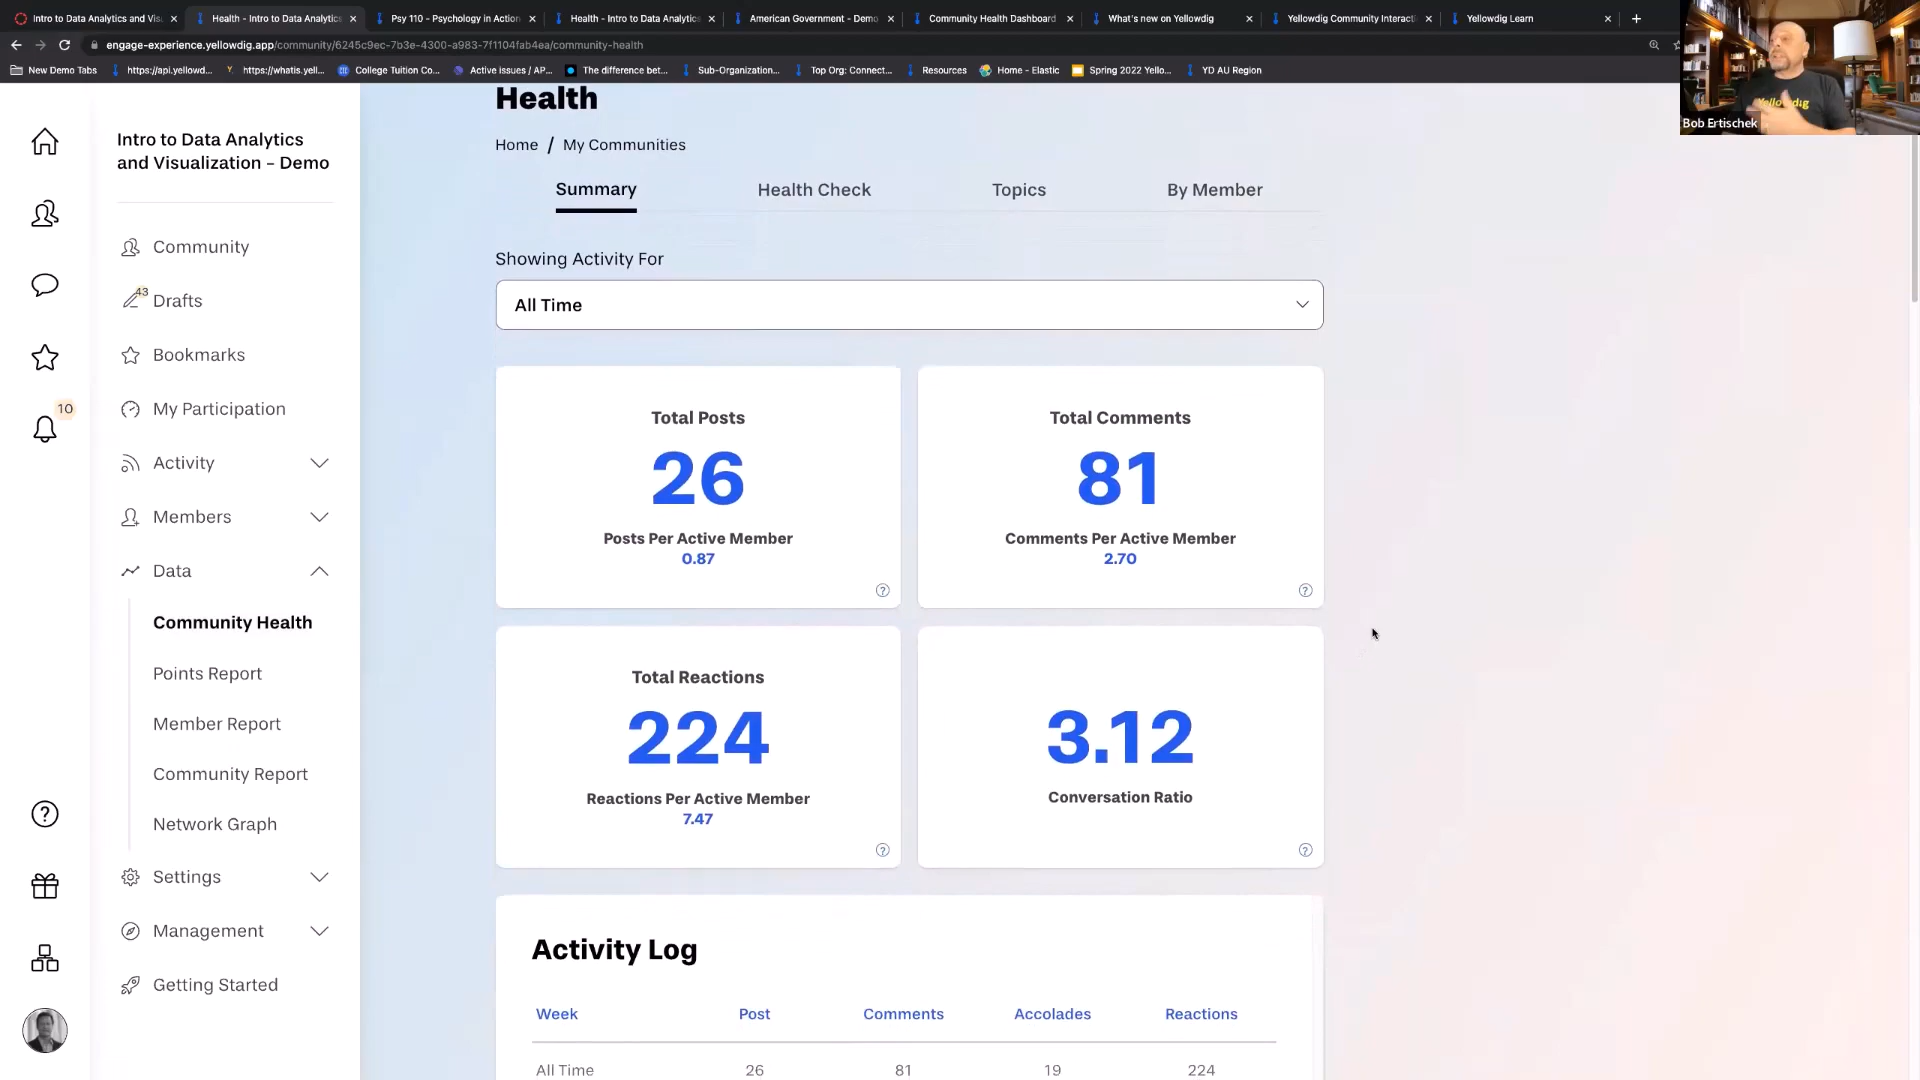 Intro to Data Analytics and Vis
Health - Intro to Data Analytics
Psy 110 - Psychology in Action
Health - Intro to Data Analytics
American Government - Demo
Community Health Dashboard
What's new on Yellowdig
Yellowdig Community Interacti
Yellowdig Learn
engage-experience.yellowdig.app/community/6245c9ec-7b3e-4300-a983-7f1104fab4ea/community-health
New Demo Tabs
https://api.yellowd...
https://whatis.yell...
College Tuition Co...
Active issues / AP...
The difference bet...
Sub-Organization...
Top Org: Connect...
Resources
Home - Elastic
Spring 2022 Yello...
YD AU Region
Yellowdig
Bob Ertischek
10
Intro to Data Analytics
and Visualization - Demo
Community
43
Drafts
Bookmarks
My Participation
Activity
Members
Data
Community Health
Points Report
Member Report
Community Report
Network Graph
Settings
Management
Getting Started
Health
Home / My Communities
Summary
Health Check
Topics
By Member
Showing Activity For
All Time
Total Posts
26
Posts Per Active Member
0.87
Total Comments
81
Comments Per Active Member
2.70
Total Reactions
224
Reactions Per Active Member
7.47
3.12
Conversation Ratio
Activity Log
Week Post Comments Accolades Reactions
All Time 26 81 19 224